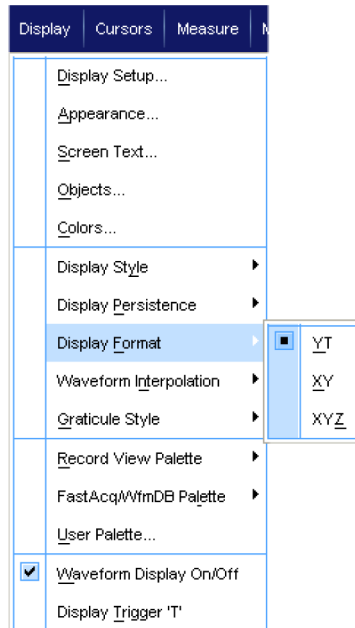 Display Cursors Measure
Display Setup...
Appearance...
Screen Text...
Objects...
Colors...
Display Style
Display Persistence
Display Format
YT
Waveform Interpolation
XY
Graticule Style
XYZ
Record View Palette
FastAcq/WfmDB Palette
User Palette...
Waveform Display On/Off
Display Trigger 'T'